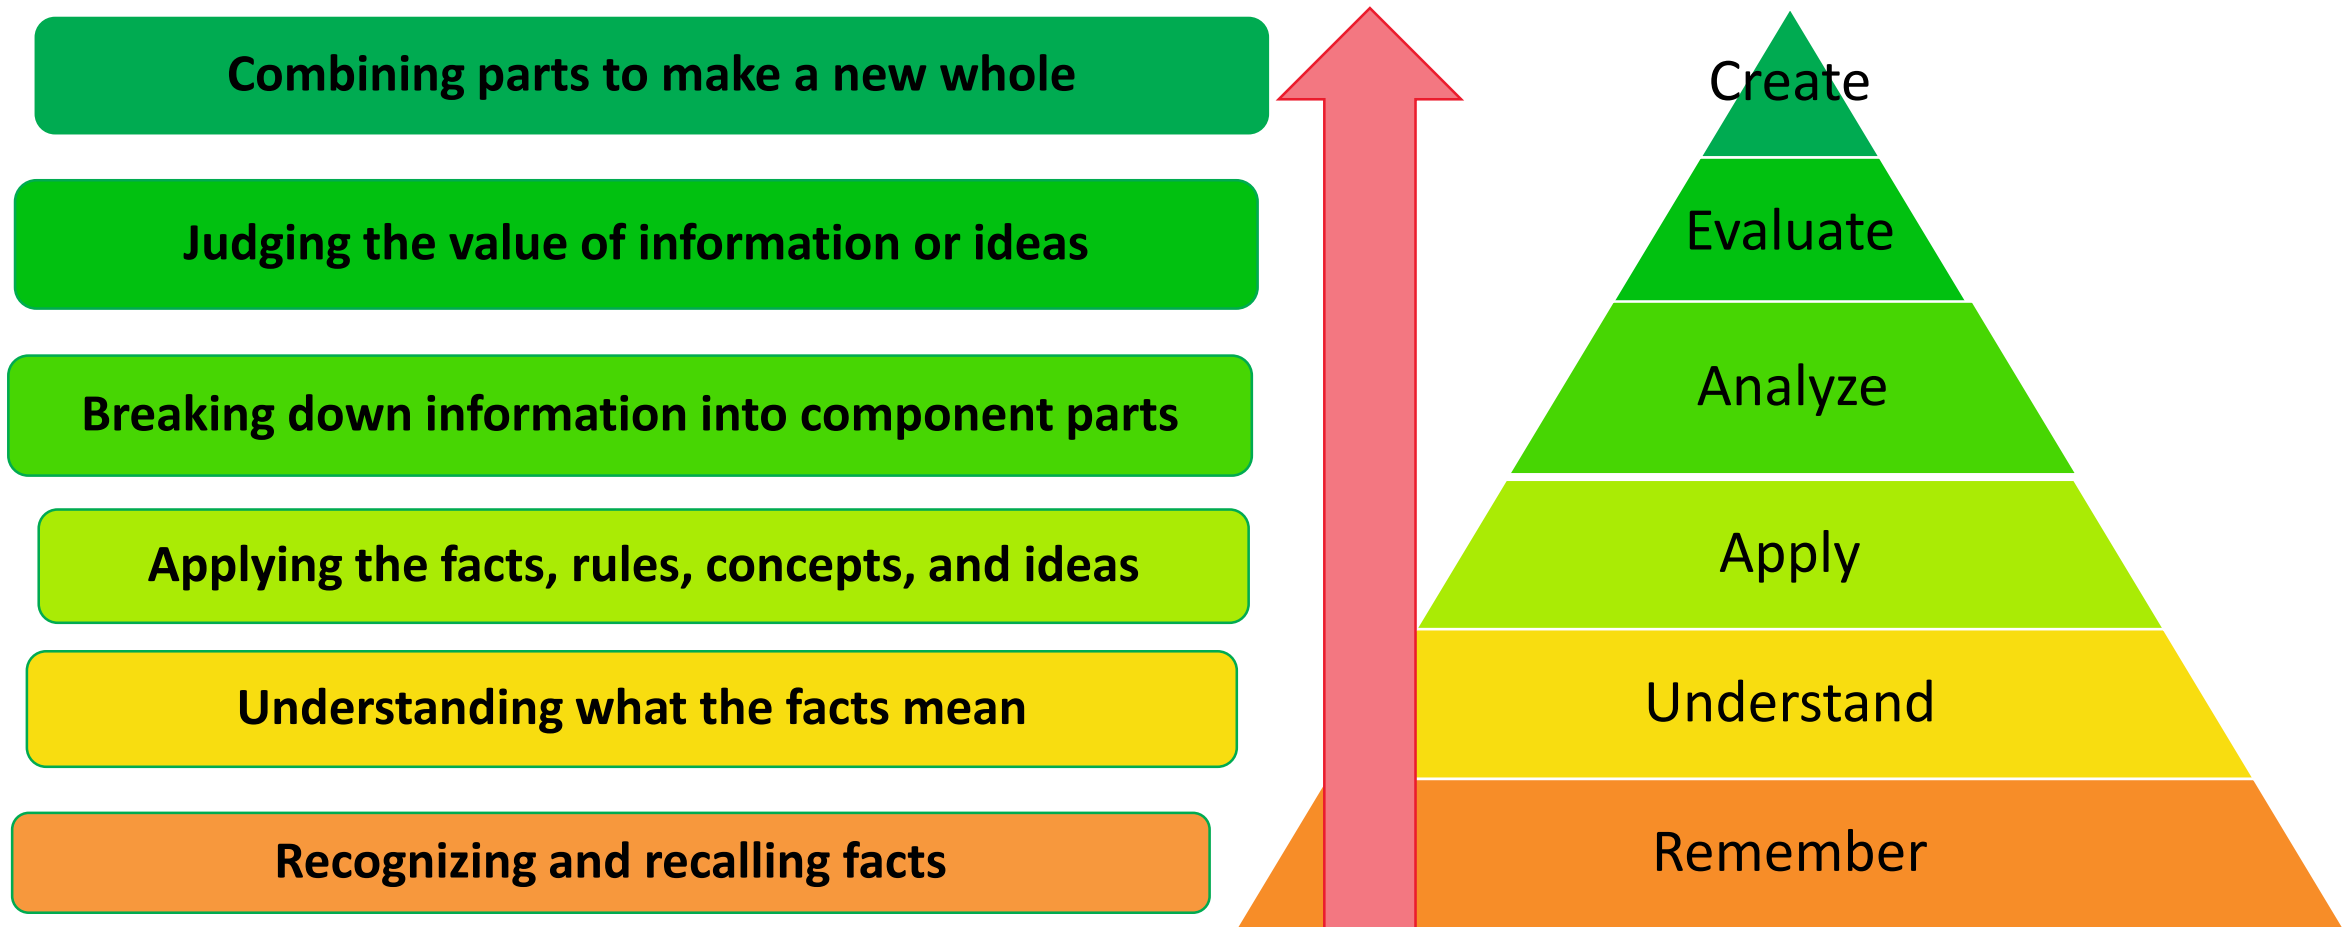 Combining parts to make a new whole
Create
Judging the value of information or ideas
Evaluate
Breaking down information into component parts
Analyze
Applying the facts, rules, concepts, and ideas
Apply
Understanding what the facts mean
Understand
Recognizing and recalling facts
Remember